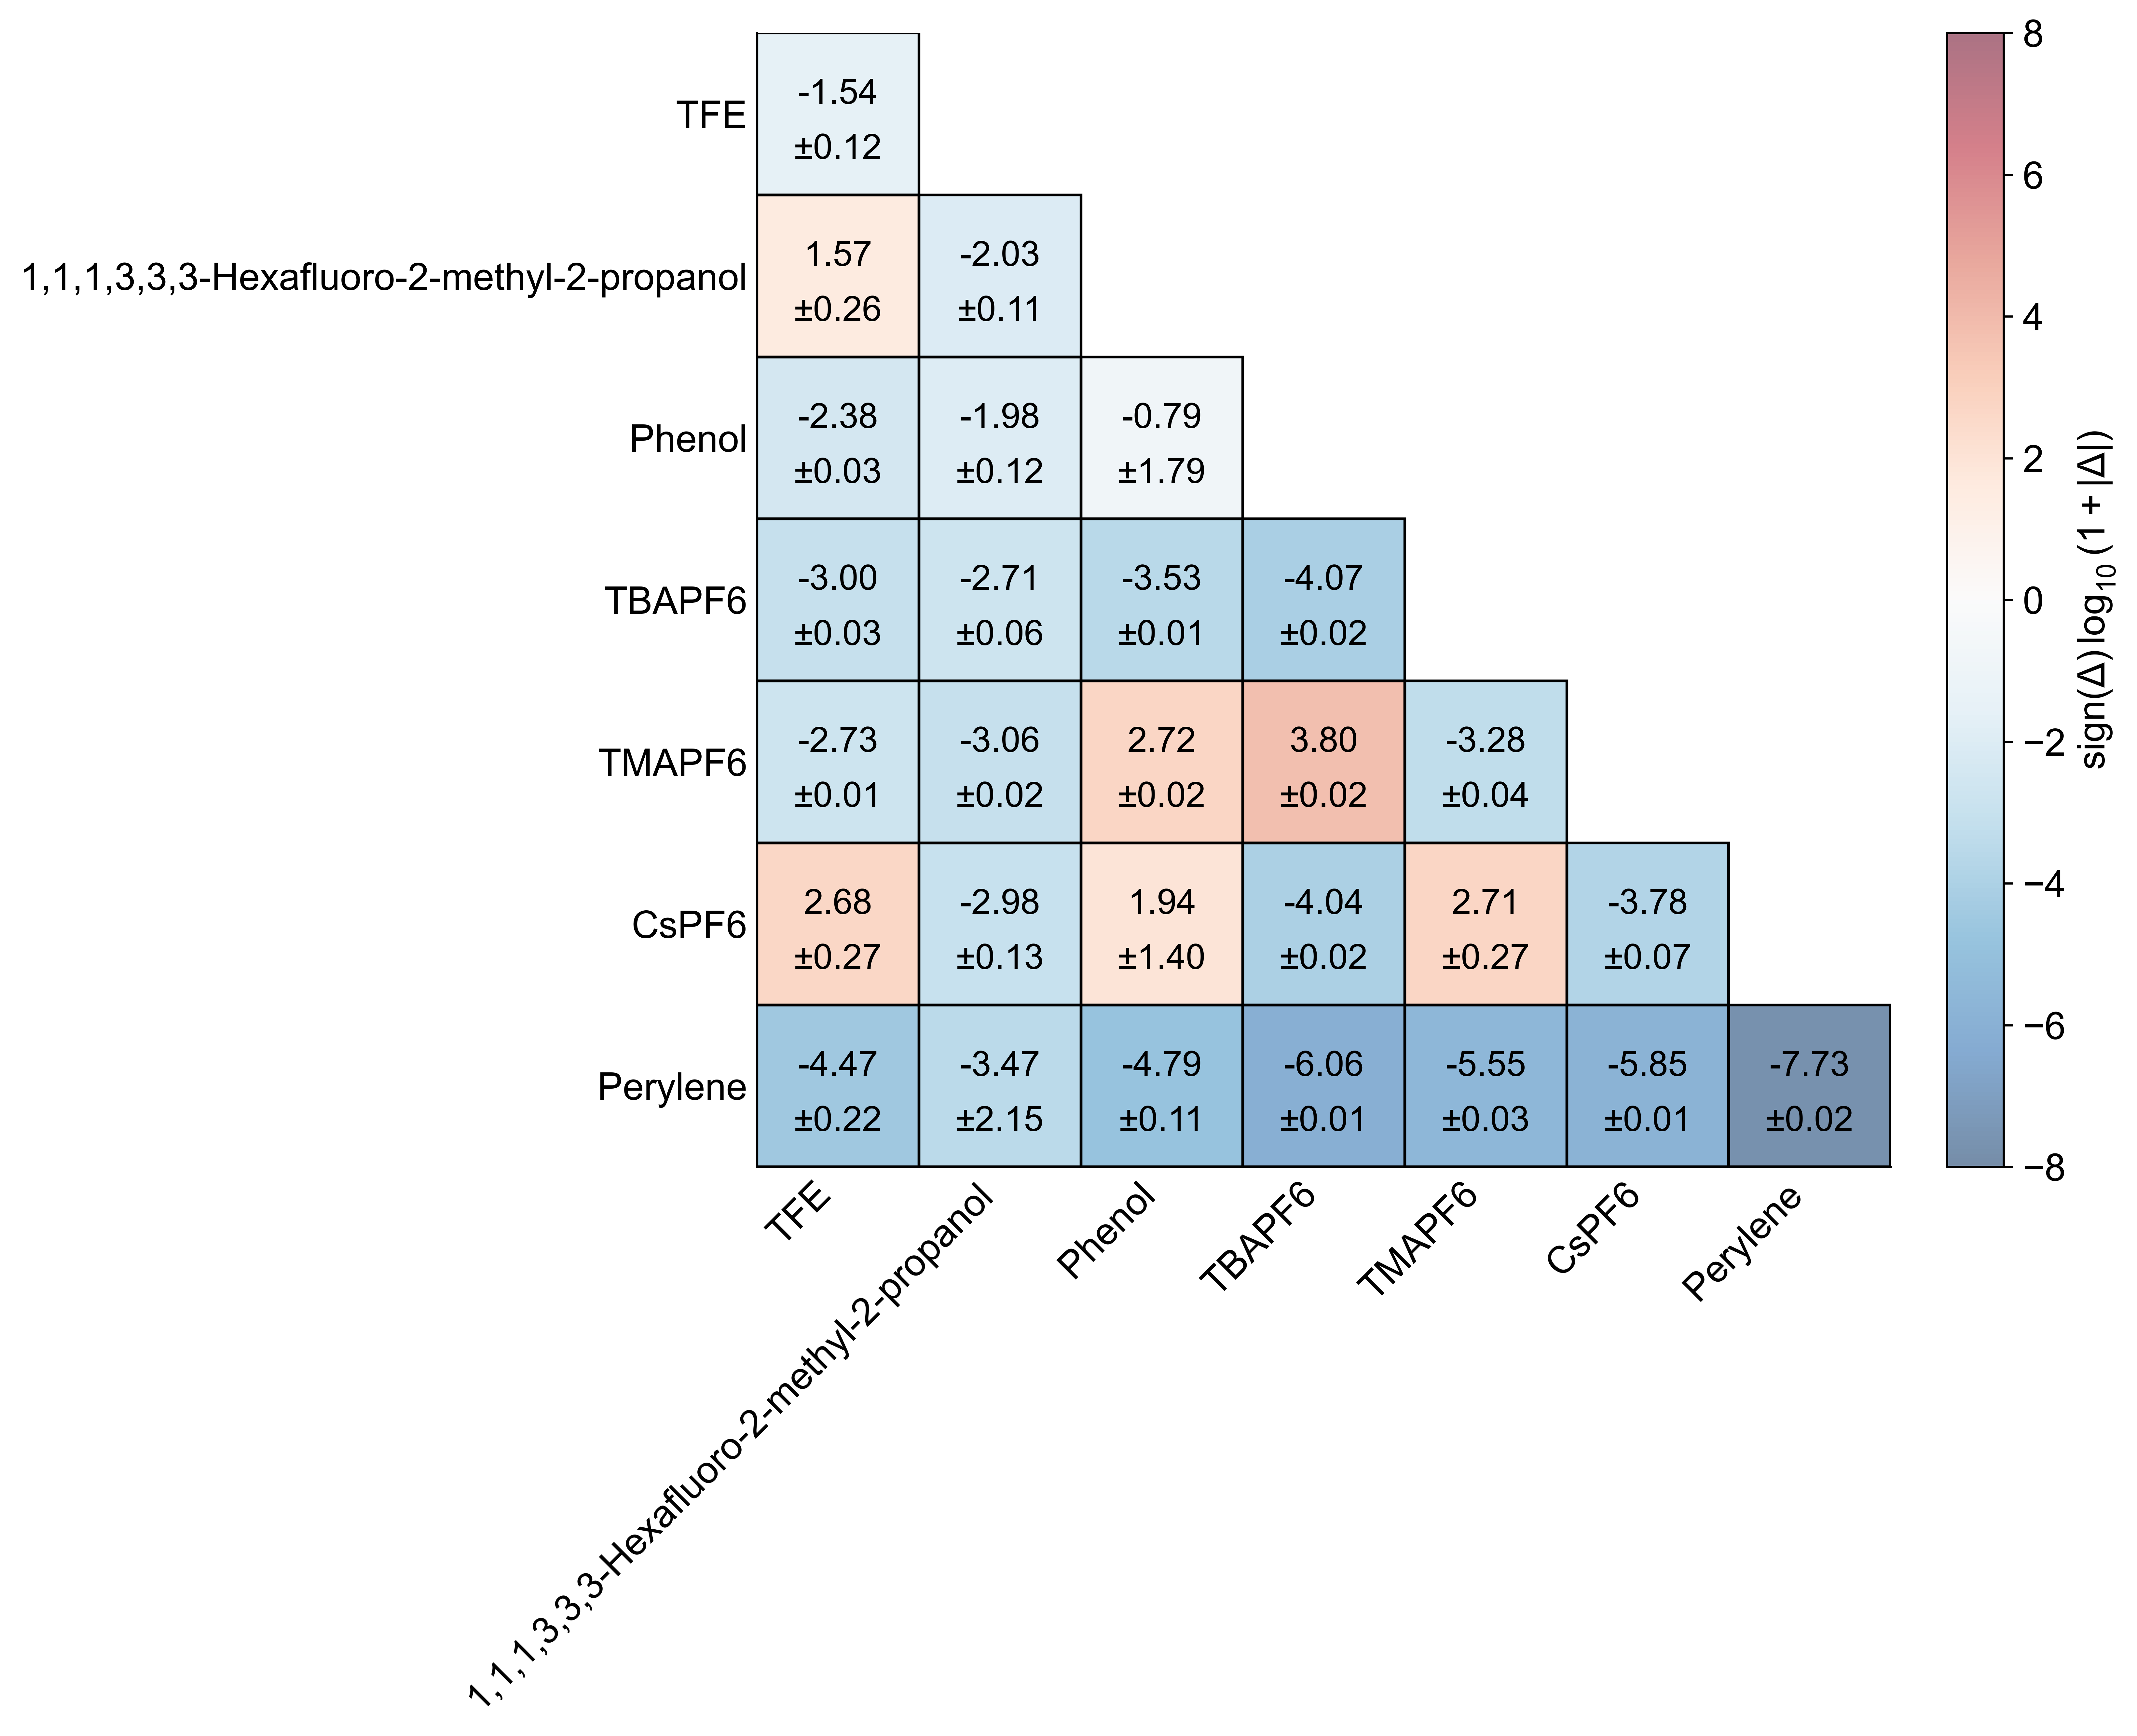 TFE
-1.54
±0.12
1,1,1,3,3,3-Hexafluoro-2-methyl-2-propanol
1.57 -2.03
±0.26 ±0.11
Phenol
-2.38 -1.98 -0.79
±0.03 ±0.12 ±1.79
TBAPF6
-3.00 -2.71 -3.53 -4.07
±0.03 ±0.06 ±0.01 ±0.02
TMAPF6
-2.73 -3.06 2.72 3.80 -3.28
±0.01 ±0.02 ±0.02 ±0.02 ±0.04
CsPF6
2.68 -2.98 1.94 -4.04 2.71 -3.78
±0.27 ±0.13 ±1.40 ±0.02 ±0.27 ±0.07
Perylene
-4.47 -3.47 -4.79 -6.06 -5.55 -5.85 -7.73
±0.22 ±2.15 ±0.11 ±0.01 ±0.03 ±0.01 ±0.02
TFE
1,1,1,3,3,3-Hexafluoro-2-methyl-2-propanol
Phenol
TBAPF6
TMAPF6
CsPF6
Perylene
8
6
4
2
0
−2
−4
−6
−8
sign(Δ) log₁₀ (1 + |Δ|)